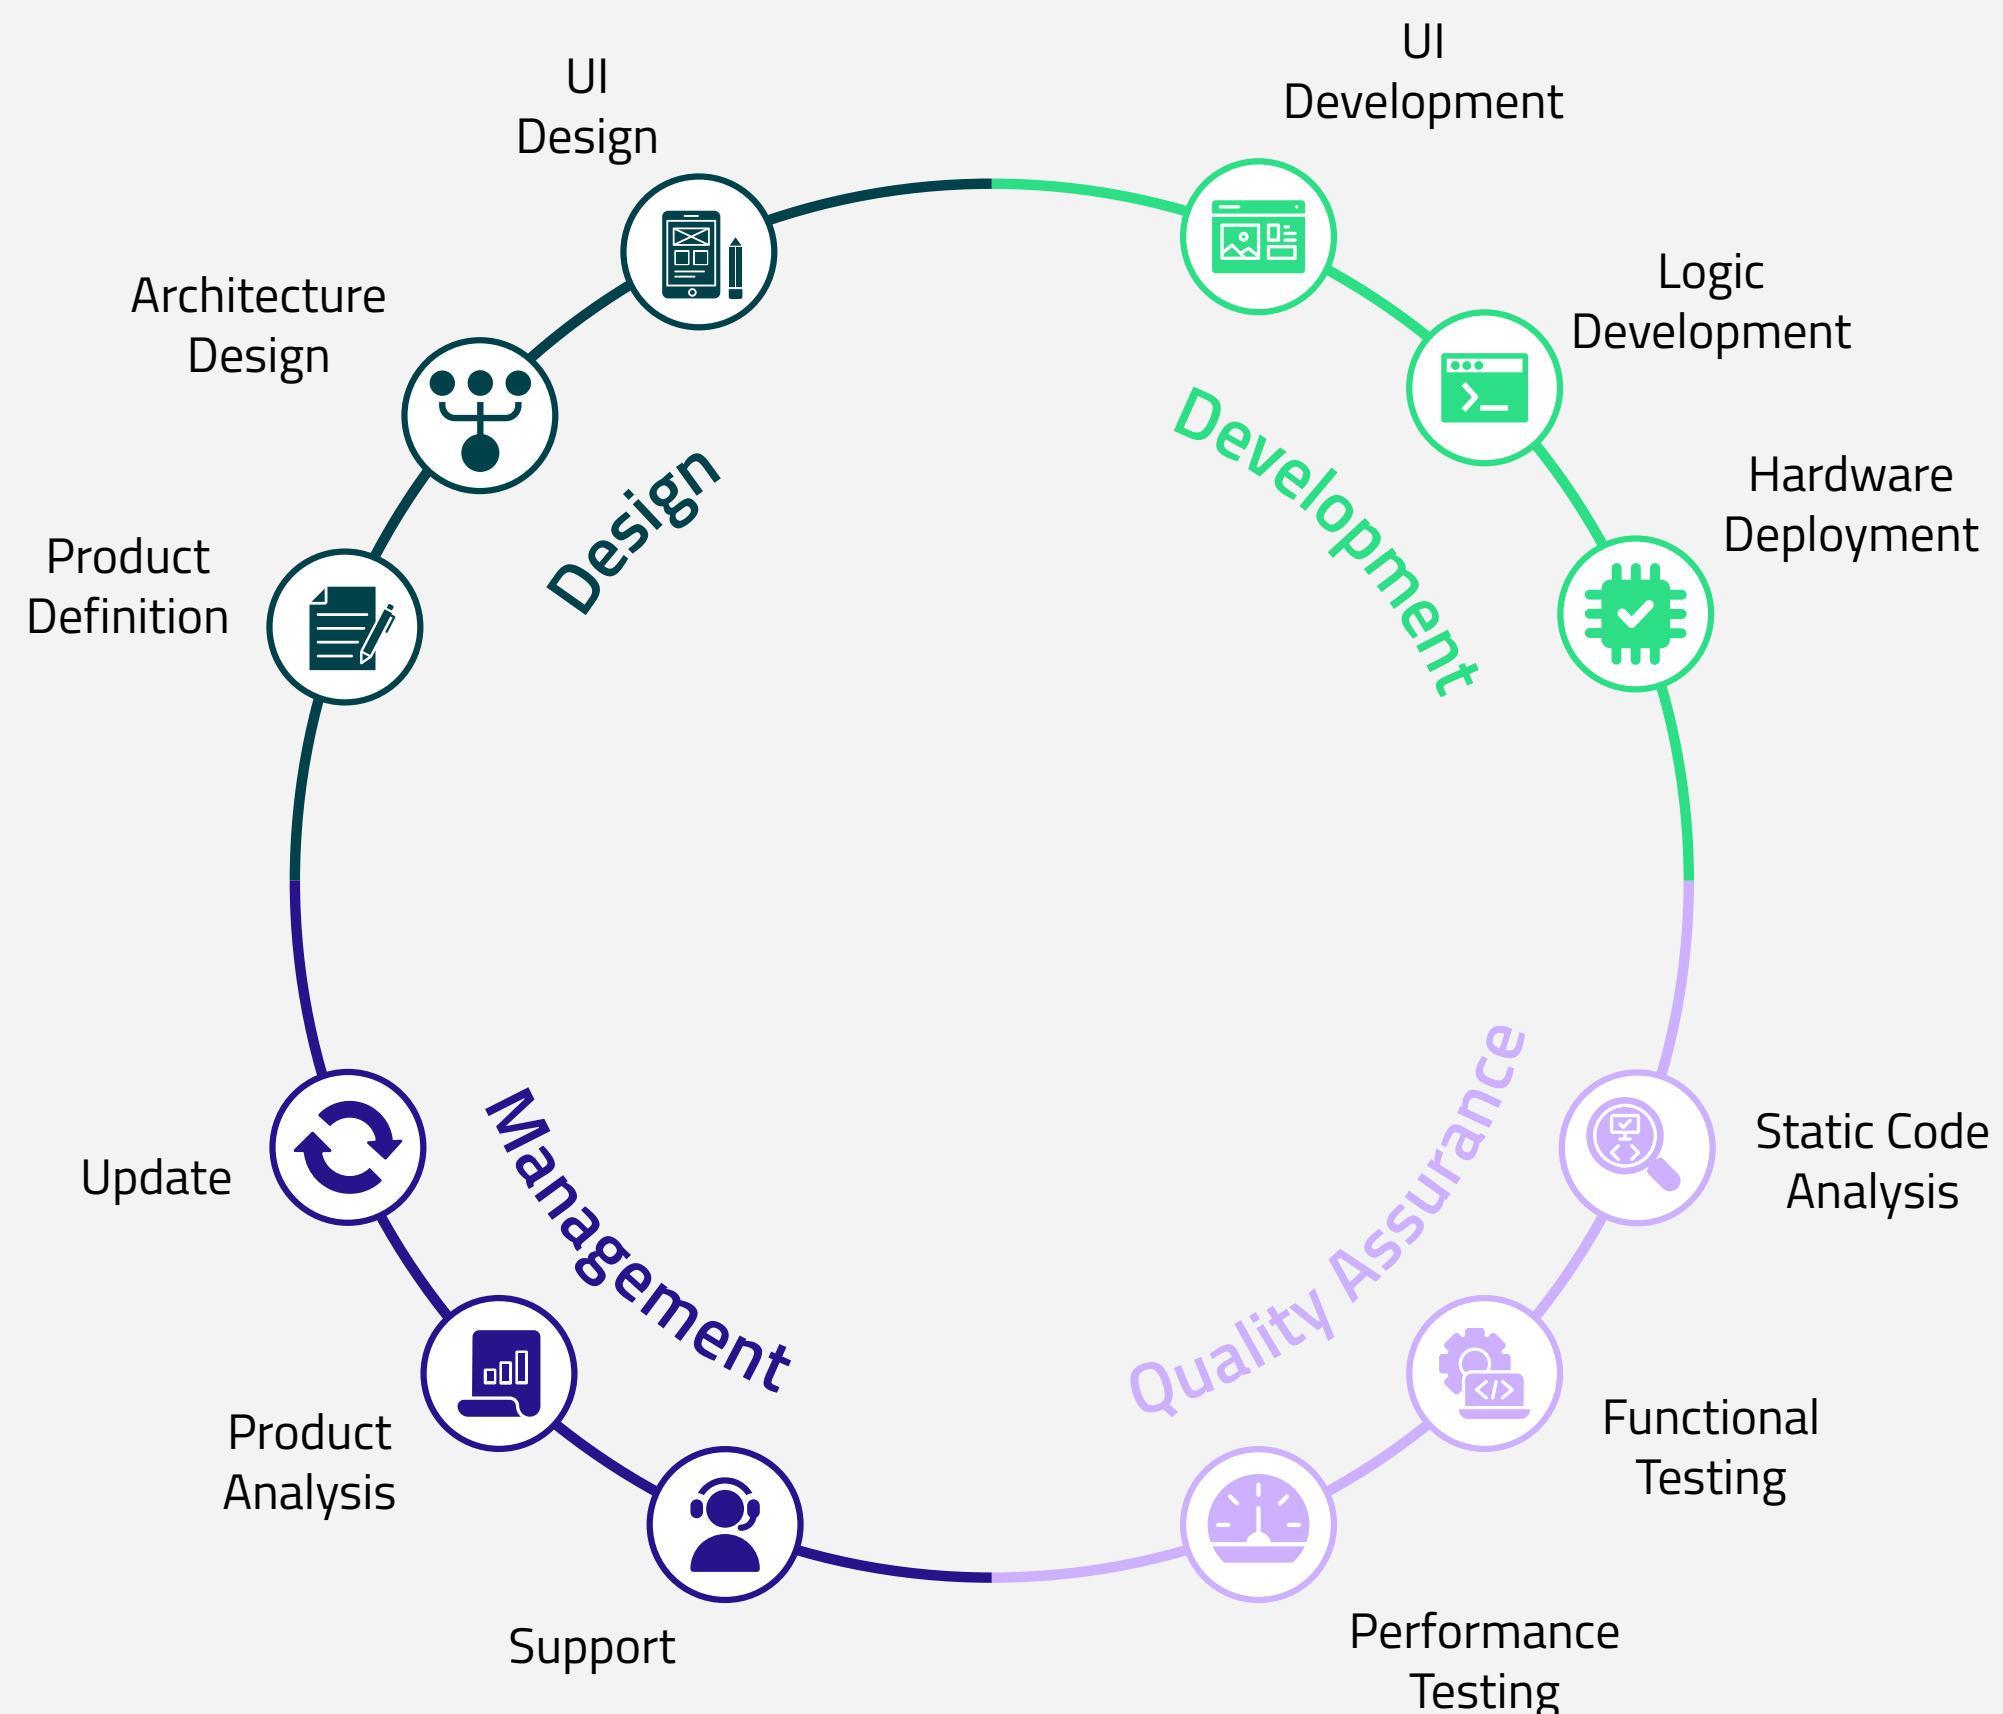 UI
Design
UI
Development
Logic
Development
Architecture
Design
Hardware
Deployment
Product
Definition
Design
Development
Management
Quality Assurance
Static Code
Analysis
Update
Functional
Testing
Product
Analysis
Support
Performance
Testing